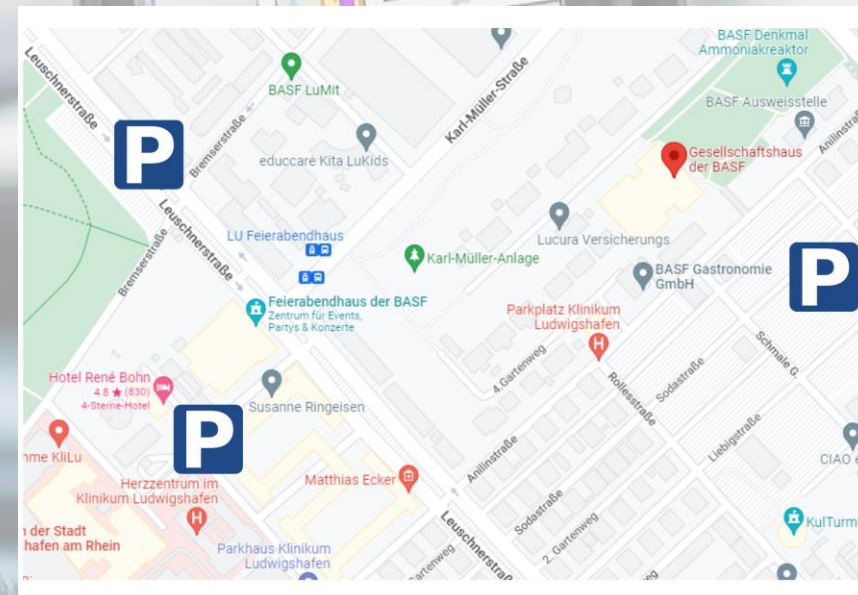 BASF Denkmal
Ammoniakreaktor
Leuschnerstraße
BASF LuMit
Karl-Müller-Straße
BASF Ausweisstelle
P
Bremserstraße
educcare Kita LuKids
Gesellschaftshaus
der BASF
Leuschnerstraße
LU Feierabendhaus
Lucura Versicherungs
Karl-Müller-Anlage
Bremserstraße
BASF Gastronomie
GmbH
P
Feierabendhaus der BASF
Zentrum für Events,
Partys & Konzerte
Parkplatz Klinikum
Ludwigshafen
H
Schmale G.
4. Gartenweg
Rollesstraße
Sodastraße
Hotel René Bohn
4,8 ★ (830)
4-Sterne-Hotel
Susanne Ringeisen
P
Liebigstraße
Anilinstraße
CIAO
KliLu
Herzzentrum im
Klinikum Ludwigshafen
H
Matthias Ecker
Sodastraße
KulTurm
der Stadt
hafen am Rhein
Parkhaus Klinikum
Ludwigshafen
2. Gartenweg